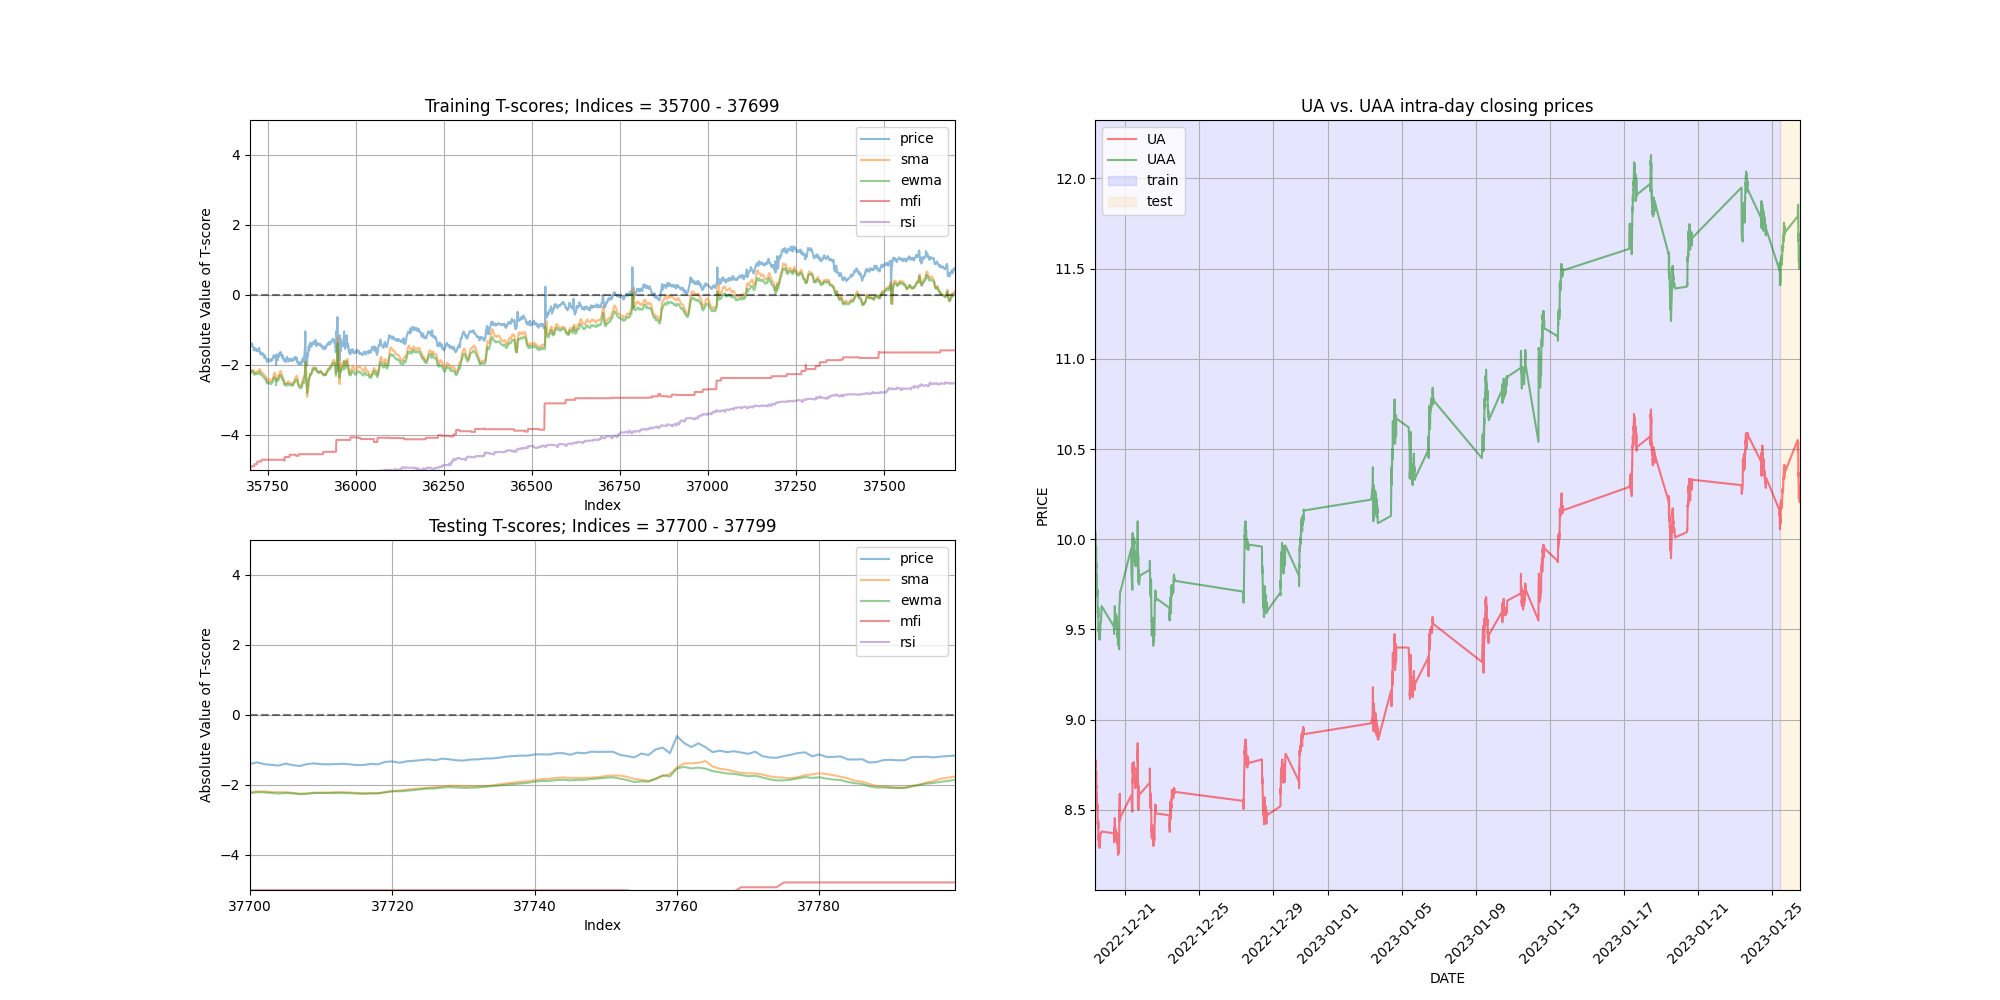 Training T-scores; Indices = 35700 - 37699
Absolute Value of T-score
4
2
0
−2
−4
price
sma
ewma
mfi
rsi
35750 36000 36250 36500 36750 37000 37250 37500
Index
Testing T-scores; Indices = 37700 - 37799
Absolute Value of T-score
4
2
0
−2
−4
price
sma
ewma
mfi
rsi
37700 37720 37740 37760 37780
Index
UA vs. UAA intra-day closing prices
UA
UAA
train
test
PRICE
12.0
11.5
11.0
10.5
10.0
9.5
9.0
8.5
2022-12-21 2022-12-25 2022-12-29 2023-01-01 2023-01-05 2023-01-09 2023-01-13 2023-01-17 2023-01-21 2023-01-25
DATE